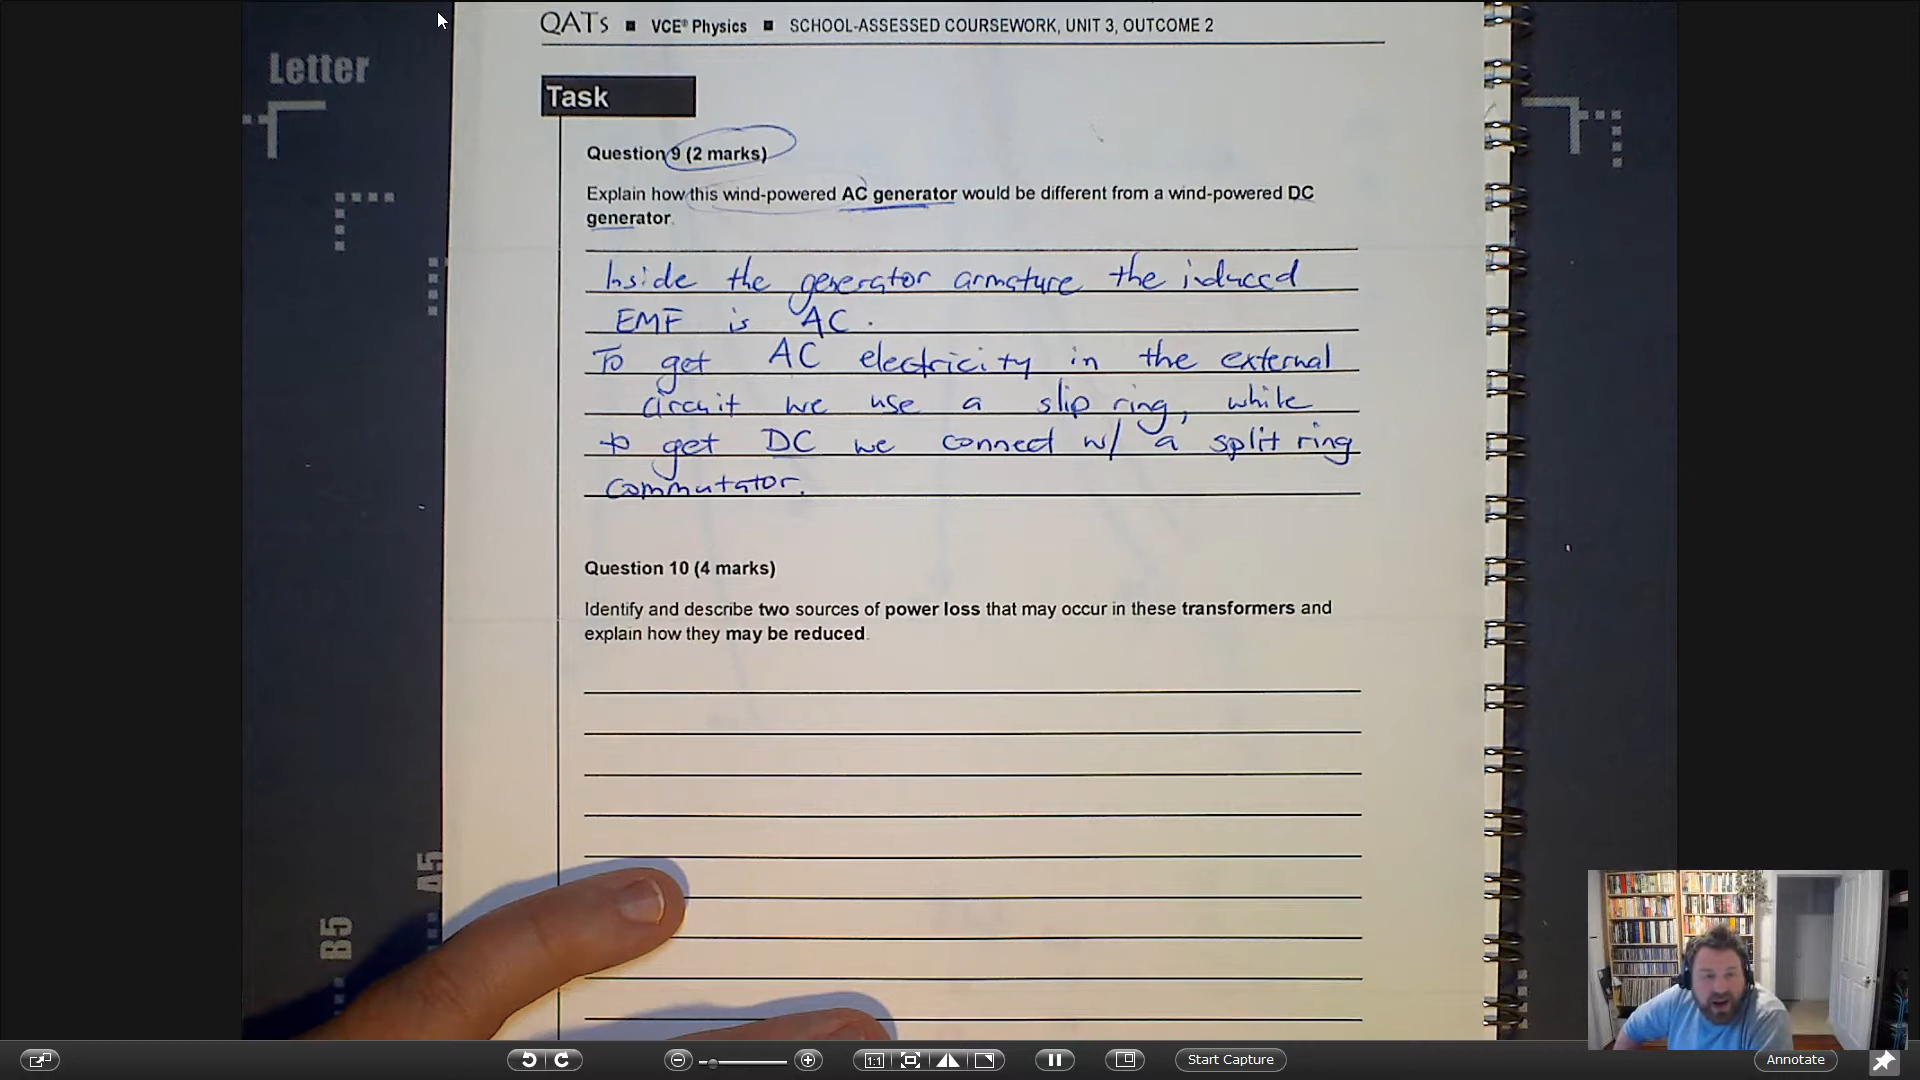 QATs ■ VCE® Physics ■ SCHOOL-ASSESSED COURSEWORK, UNIT 3, OUTCOME 2
Letter
Task
Question 9 (2 marks)
Explain how this wind-powered AC generator would be different from a wind-powered DC
generator.
Inside the generator armature the induced
EMF is AC.
To get AC electricity in the external
circuit we use a slip ring, while
to get DC we connect w/ a split ring
commutator.
Question 10 (4 marks)
Identify and describe two sources of power loss that may occur in these transformers and
explain how they may be reduced.
A5
B5
1:1
Start Capture
Annotate